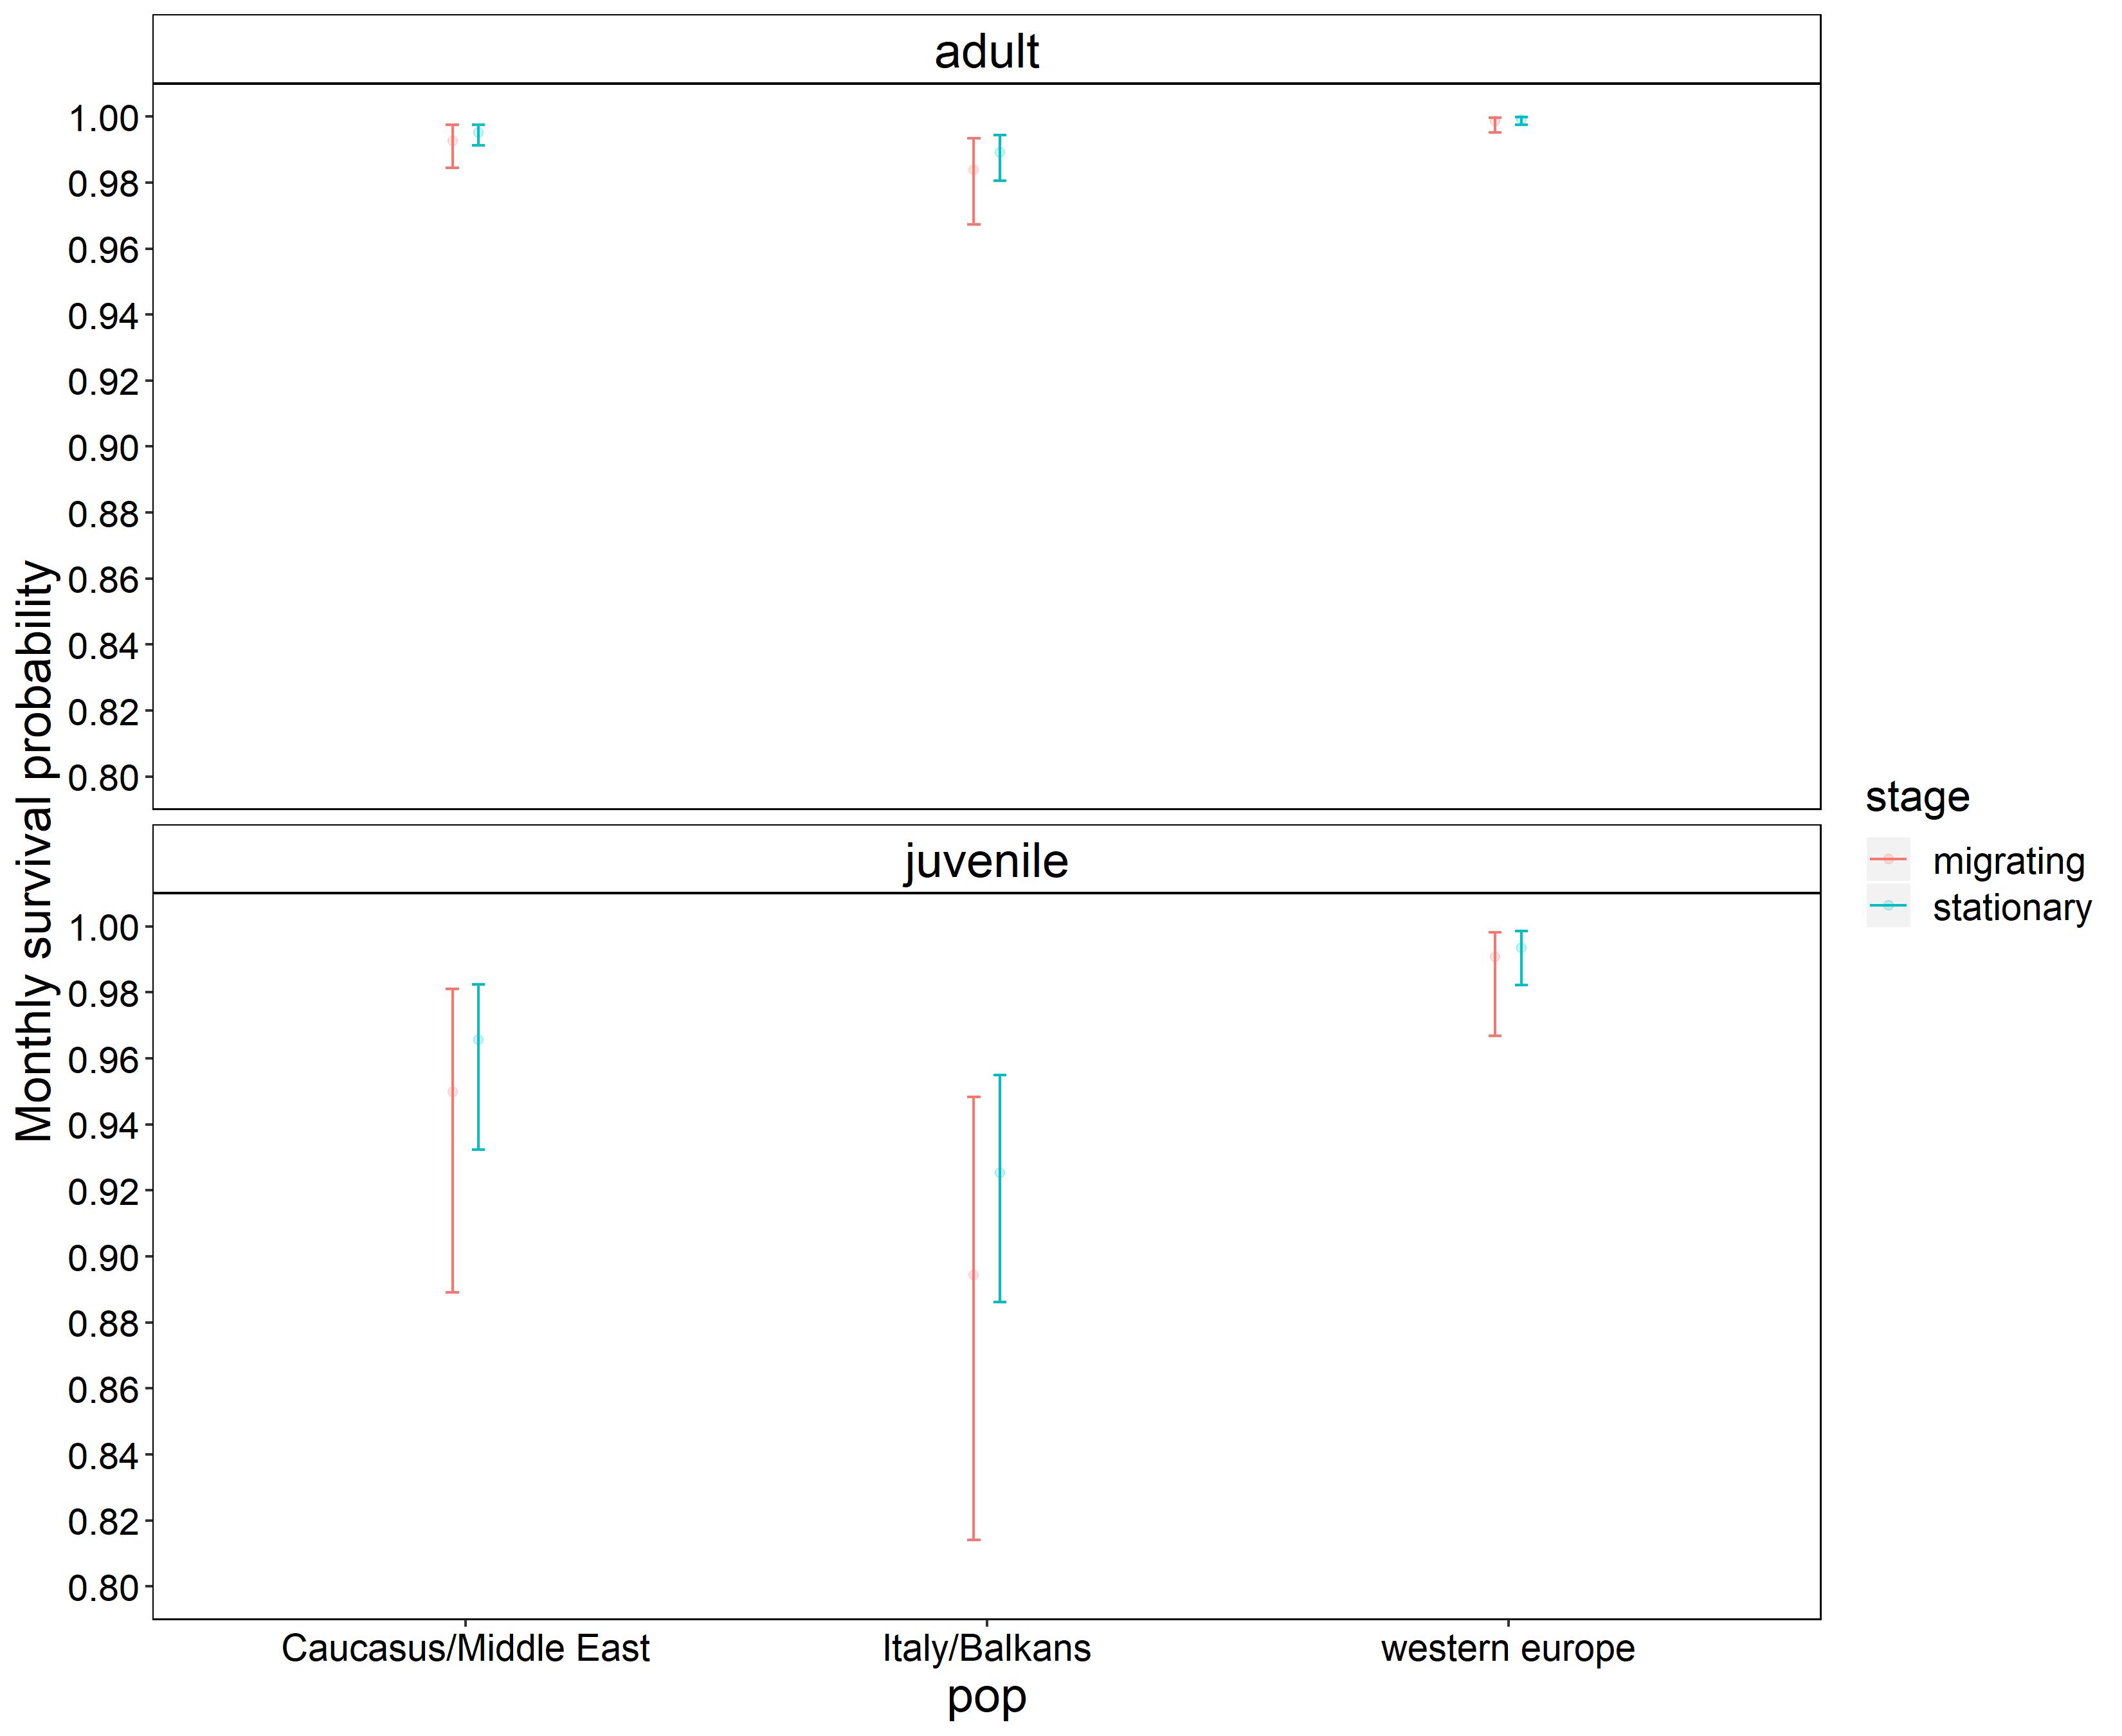 adult
1.00
0.98
0.96
0.94
0.92
0.90
0.88
0.86
0.84
0.82
0.80
Monthly survival probability
juvenile
1.00
0.98
0.96
0.94
0.92
0.90
0.88
0.86
0.84
0.82
0.80
Caucasus/Middle East
Italy/Balkans
western europe
pop
stage
migrating
stationary